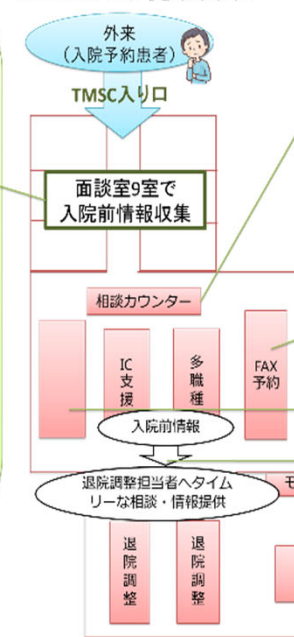 外来
（入院予約患者）
TMSC入り口
面談室9室で
入院前情報収集
相談カウンター
IC支援
多職種
FAX
予約
入院前情報
退院調整担当者へタイム
リーな相談・情報提供
モ
退院調整
退院調整